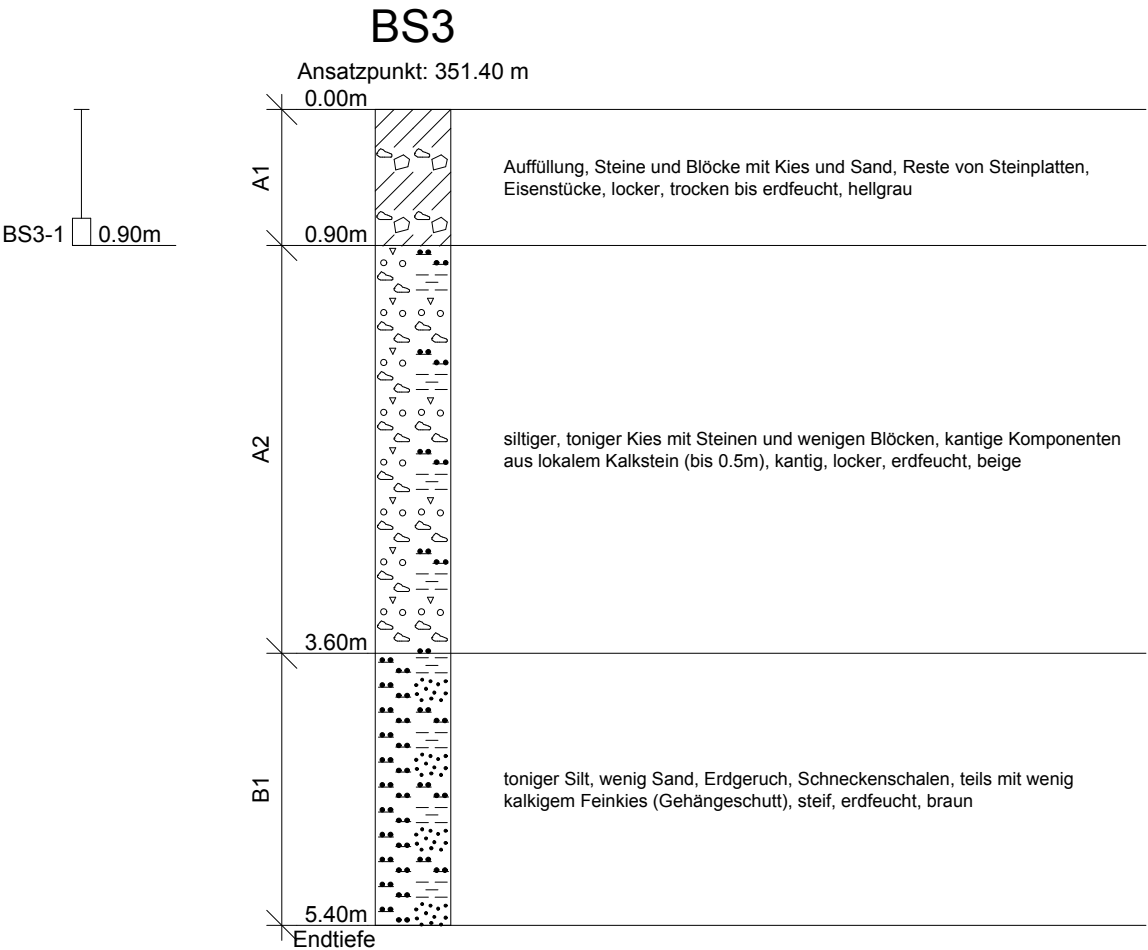 BS3
Ansatzpunkt: 351.40 m
0.00m
A1
Auffüllung, Steine und Blöcke mit Kies und Sand, Reste von Steinplatten,
Eisenstücke, locker, trocken bis erdfeucht, hellgrau
BS3-1 0.90m
0.90m
A2
siltiger, toniger Kies mit Steinen und wenigen Blöcken, kantige Komponenten
aus lokalem Kalkstein (bis 0.5m), kantig, locker, erdfeucht, beige
3.60m
B1
toniger Silt, wenig Sand, Erdgeruch, Schneckenschalen, teils mit wenig
kalkigem Feinkies (Gehängeschutt), steif, erdfeucht, braun
5.40m
Endtiefe